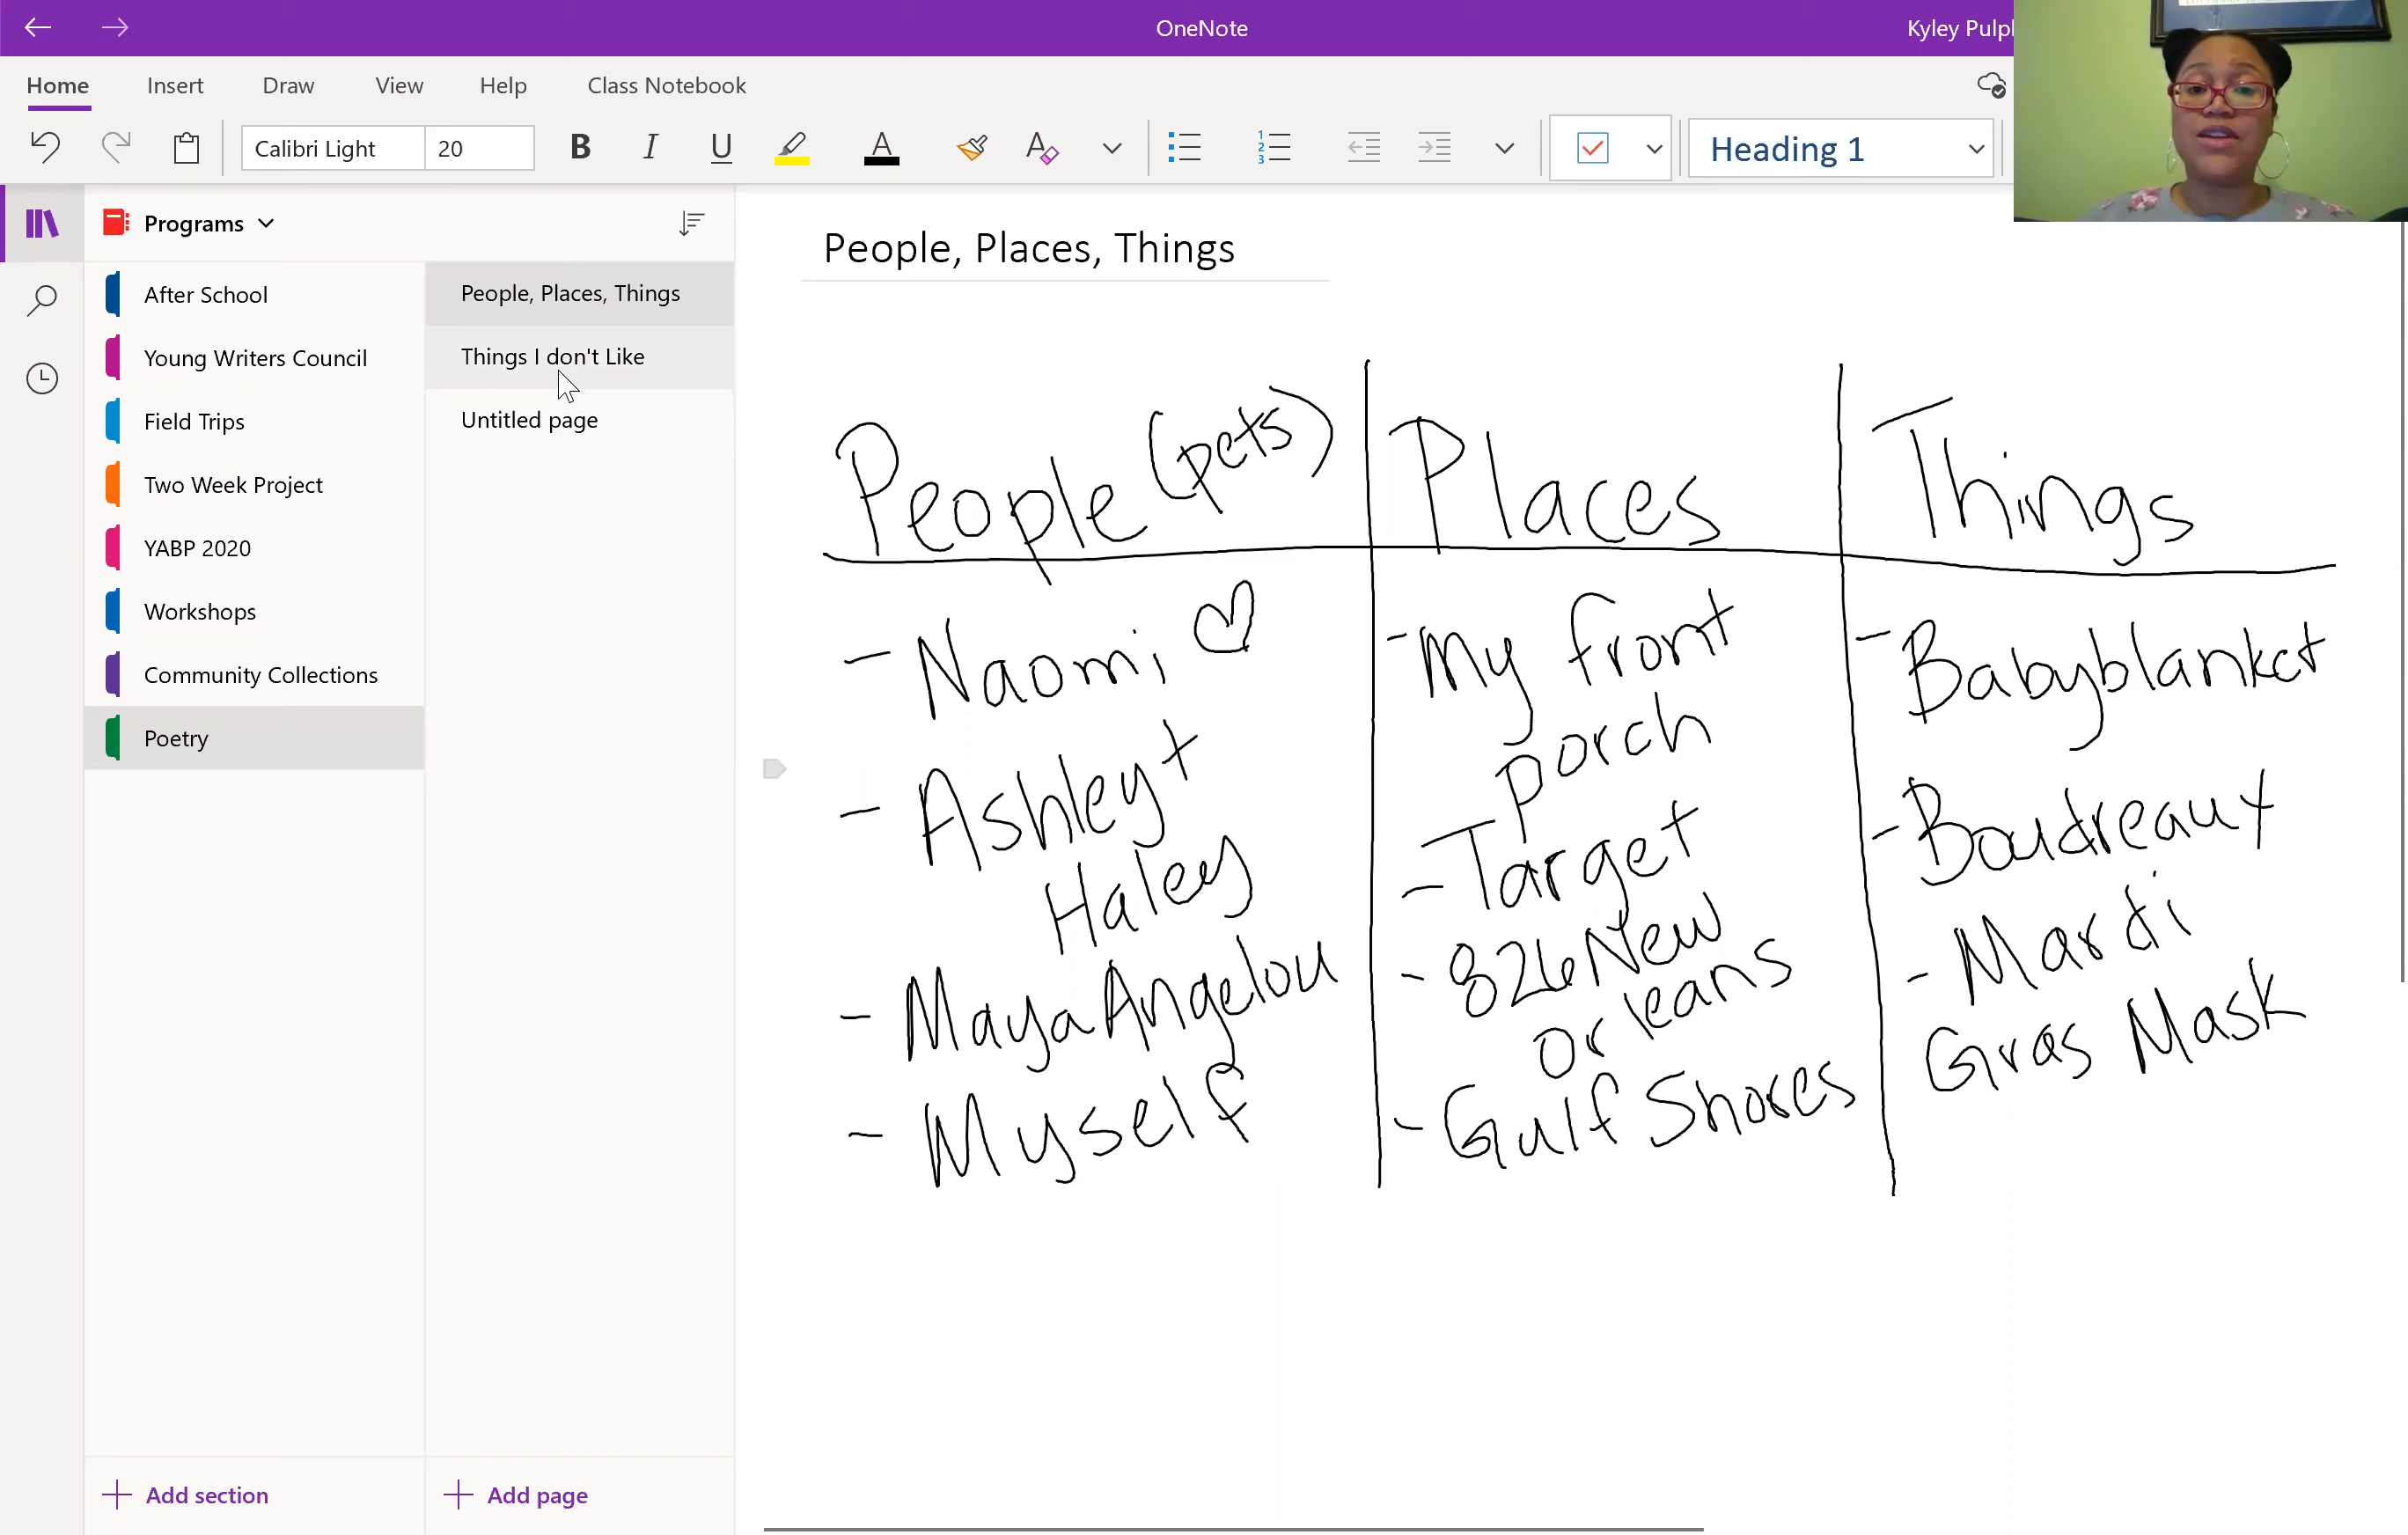 OneNote
Kyley Pulph
Home Insert Draw View Help Class Notebook
Calibri Light 20 B I U A A Heading 1
Programs
After School
Young Writers Council
Field Trips
Two Week Project
YABP 2020
Workshops
Community Collections
Poetry
Add section
People, Places, Things
Things I don't Like
Untitled page
Add page
People, Places, Things
People (pets)
- Naomi
- Ashley +
Haley
- Maya Angelou
- Myself
Places
- My front
porch
- Target
- 826 New
orleans
- Gulf Shores
Things
- Babyblanket
- Boudreaux
- Mardi
Gras Mask